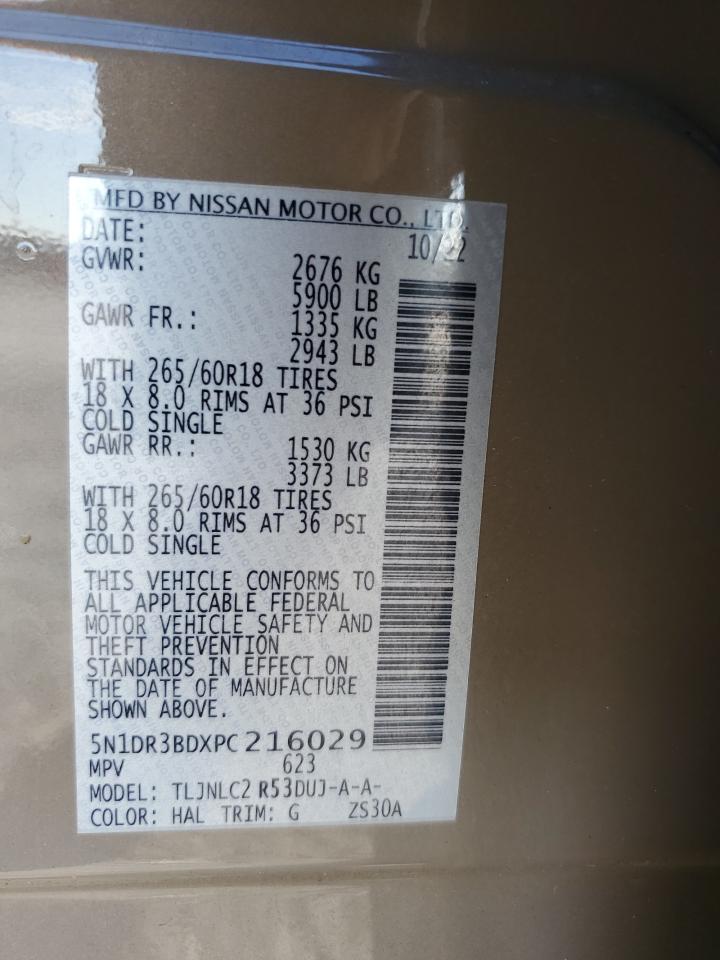 MFD BY NISSAN MOTOR CO., LTD.
DATE: 10/22
GVWR: 2676 KG
5900 LB
GAWR FR.: 1335 KG
2943 LB
WITH 265/60R18 TIRES
18 X 8.0 RIMS AT 36 PSI
COLD SINGLE
GAWR RR.: 1530 KG
3373 LB
WITH 265/60R18 TIRES
18 X 8.0 RIMS AT 36 PSI
COLD SINGLE
THIS VEHICLE CONFORMS TO
ALL APPLICABLE FEDERAL
MOTOR VEHICLE SAFETY AND
THEFT PREVENTION
STANDARDS IN EFFECT ON
THE DATE OF MANUFACTURE
SHOWN ABOVE.
5N1DR3BDXPC216029
MPV 623
MODEL: TLJNLC2 R53DUJ-A-A-
COLOR: HAL TRIM: G ZS30A